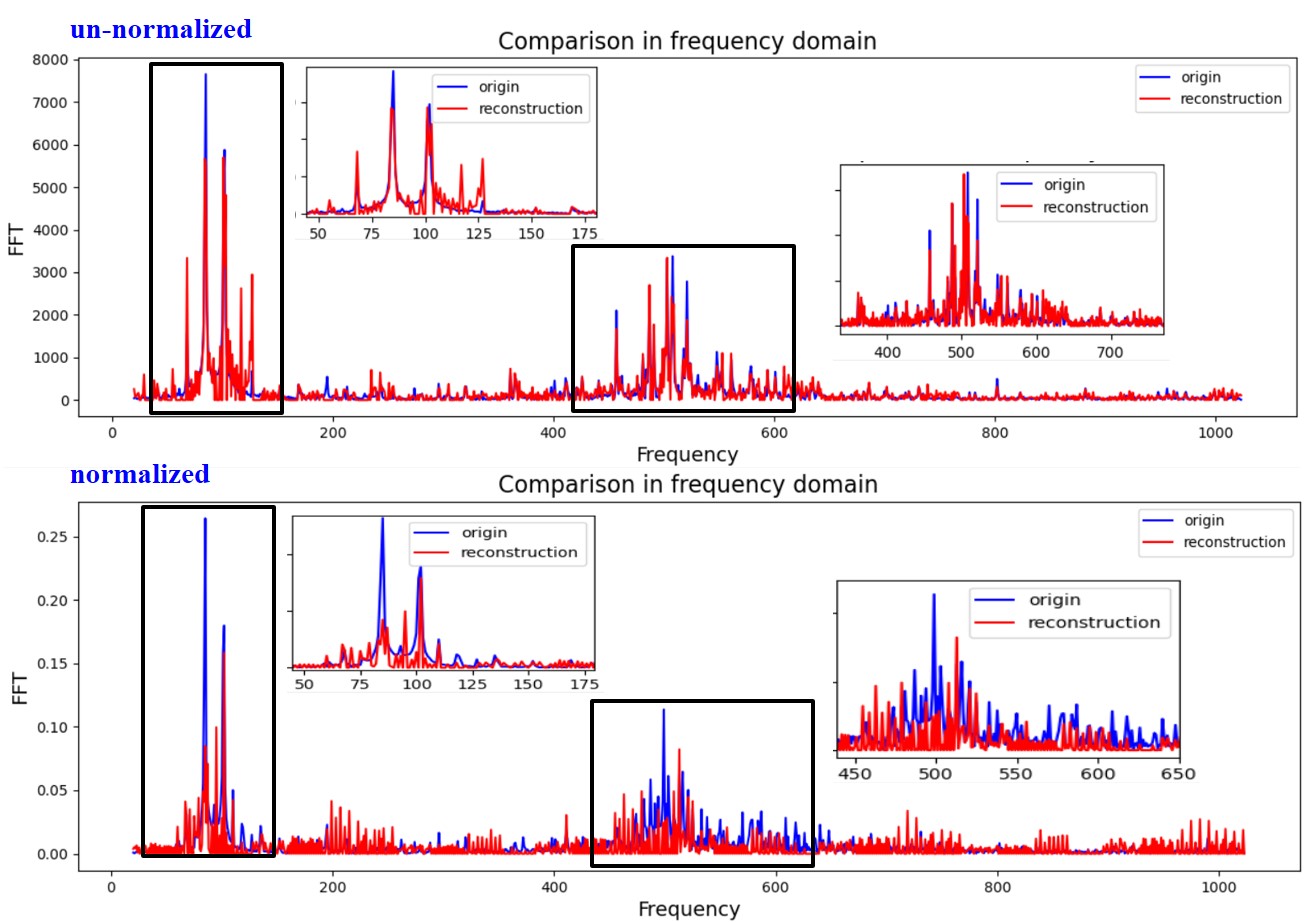 un-normalized
Comparison in frequency domain
8000
7000
6000
5000
4000
3000
2000
1000
0
FFT
origin
reconstruction
50 75 100 125 150 175
origin
reconstruction
400 500 600 700
origin
reconstruction
0 200 400 600 800 1000
Frequency
normalized
Comparison in frequency domain
0.25
0.20
0.15
0.10
0.05
0.00
FFT
origin
reconstruction
50 75 100 125 150 175
origin
reconstruction
450 500 550 600 650
origin
reconstruction
0 200 400 600 800 1000
Frequency